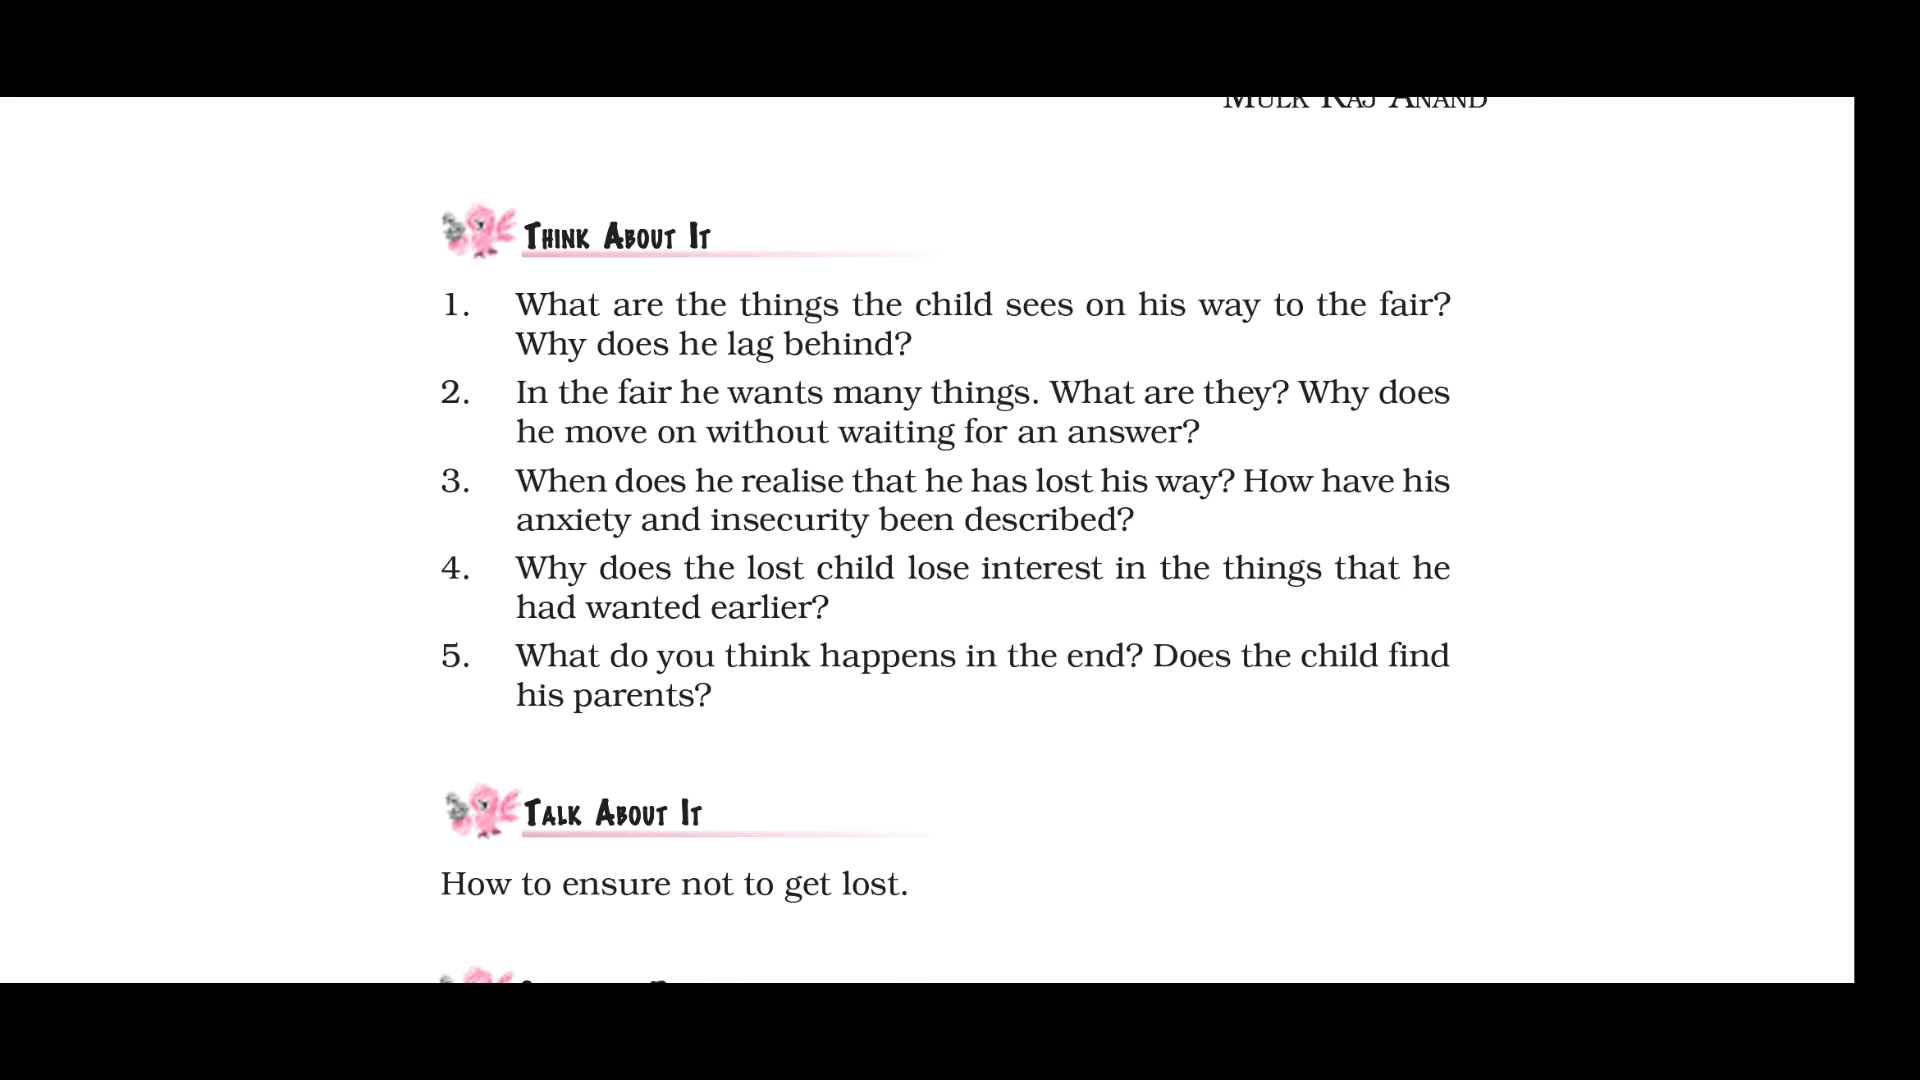 MULK RAJ ANAND
THINK ABOUT IT
1. What are the things the child sees on his way to the fair?
Why does he lag behind?
2. In the fair he wants many things. What are they? Why does
he move on without waiting for an answer?
3. When does he realise that he has lost his way? How have his
anxiety and insecurity been described?
4. Why does the lost child lose interest in the things that he
had wanted earlier?
5. What do you think happens in the end? Does the child find
his parents?
TALK ABOUT IT
How to ensure not to get lost.